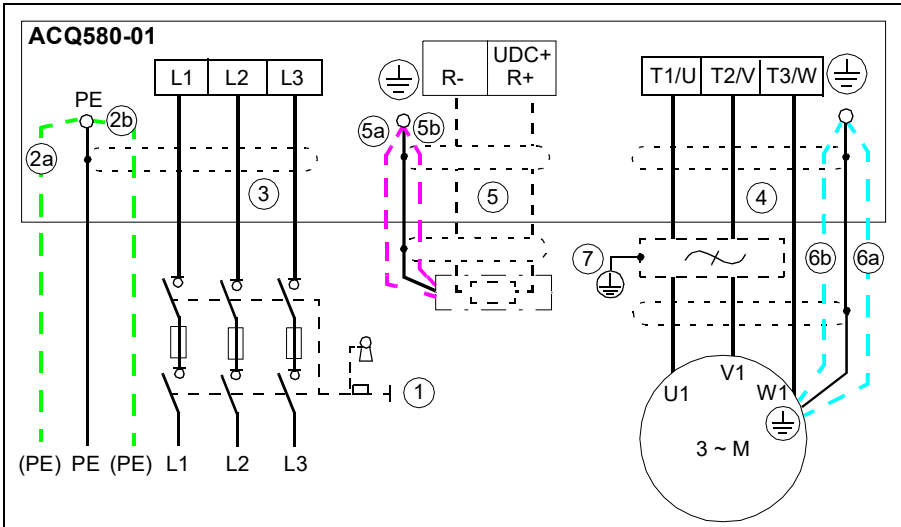 ACQ580-01
UDC+
L1 L2 L3 R- R+ T1/U T2/V T3/W
PE
2b 5a 5b
2a
3 5 4
7 6b 6a
1
V1
U1 W1
3 ~ M
(PE) PE (PE) L1 L2 L3